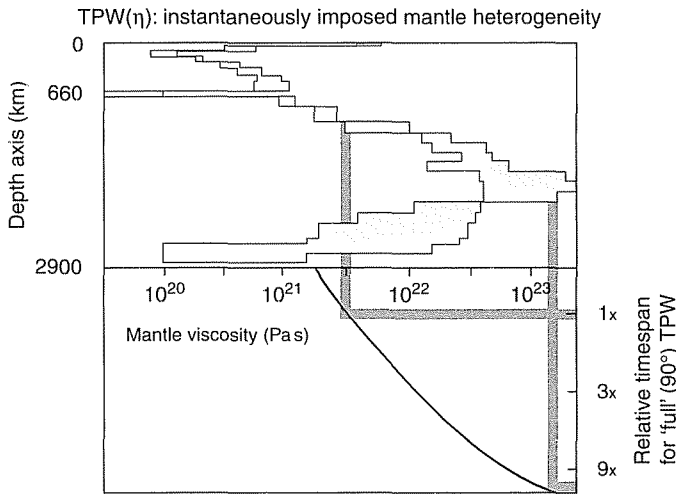 TPW(η): instantaneously imposed mantle heterogeneity
0
660
2900
Depth axis (km)
10^20
10^21
10^22
10^23
Mantle viscosity (Pa s)
1x
3x
9x
Relative timespan
for 'full' (90°) TPW